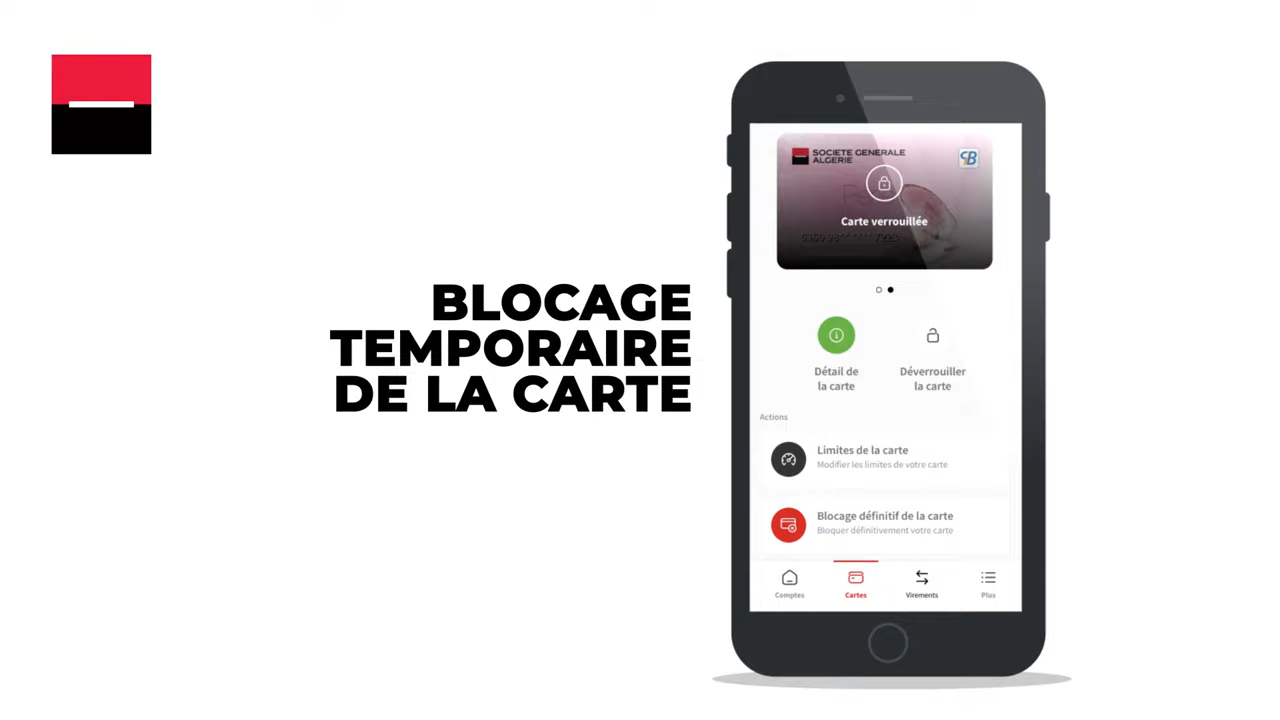 BLOCAGE
TEMPORAIRE
DE LA CARTE
SOCIETE GENERALE
ALGERIE
Carte verrouillée
Détail de
la carte
Déverrouiller
la carte
Actions
Limites de la carte
Modifier les limites de votre carte
Blocage définitif de la carte
Bloquer définitivement votre carte
Comptes
Cartes
Virements
Plus